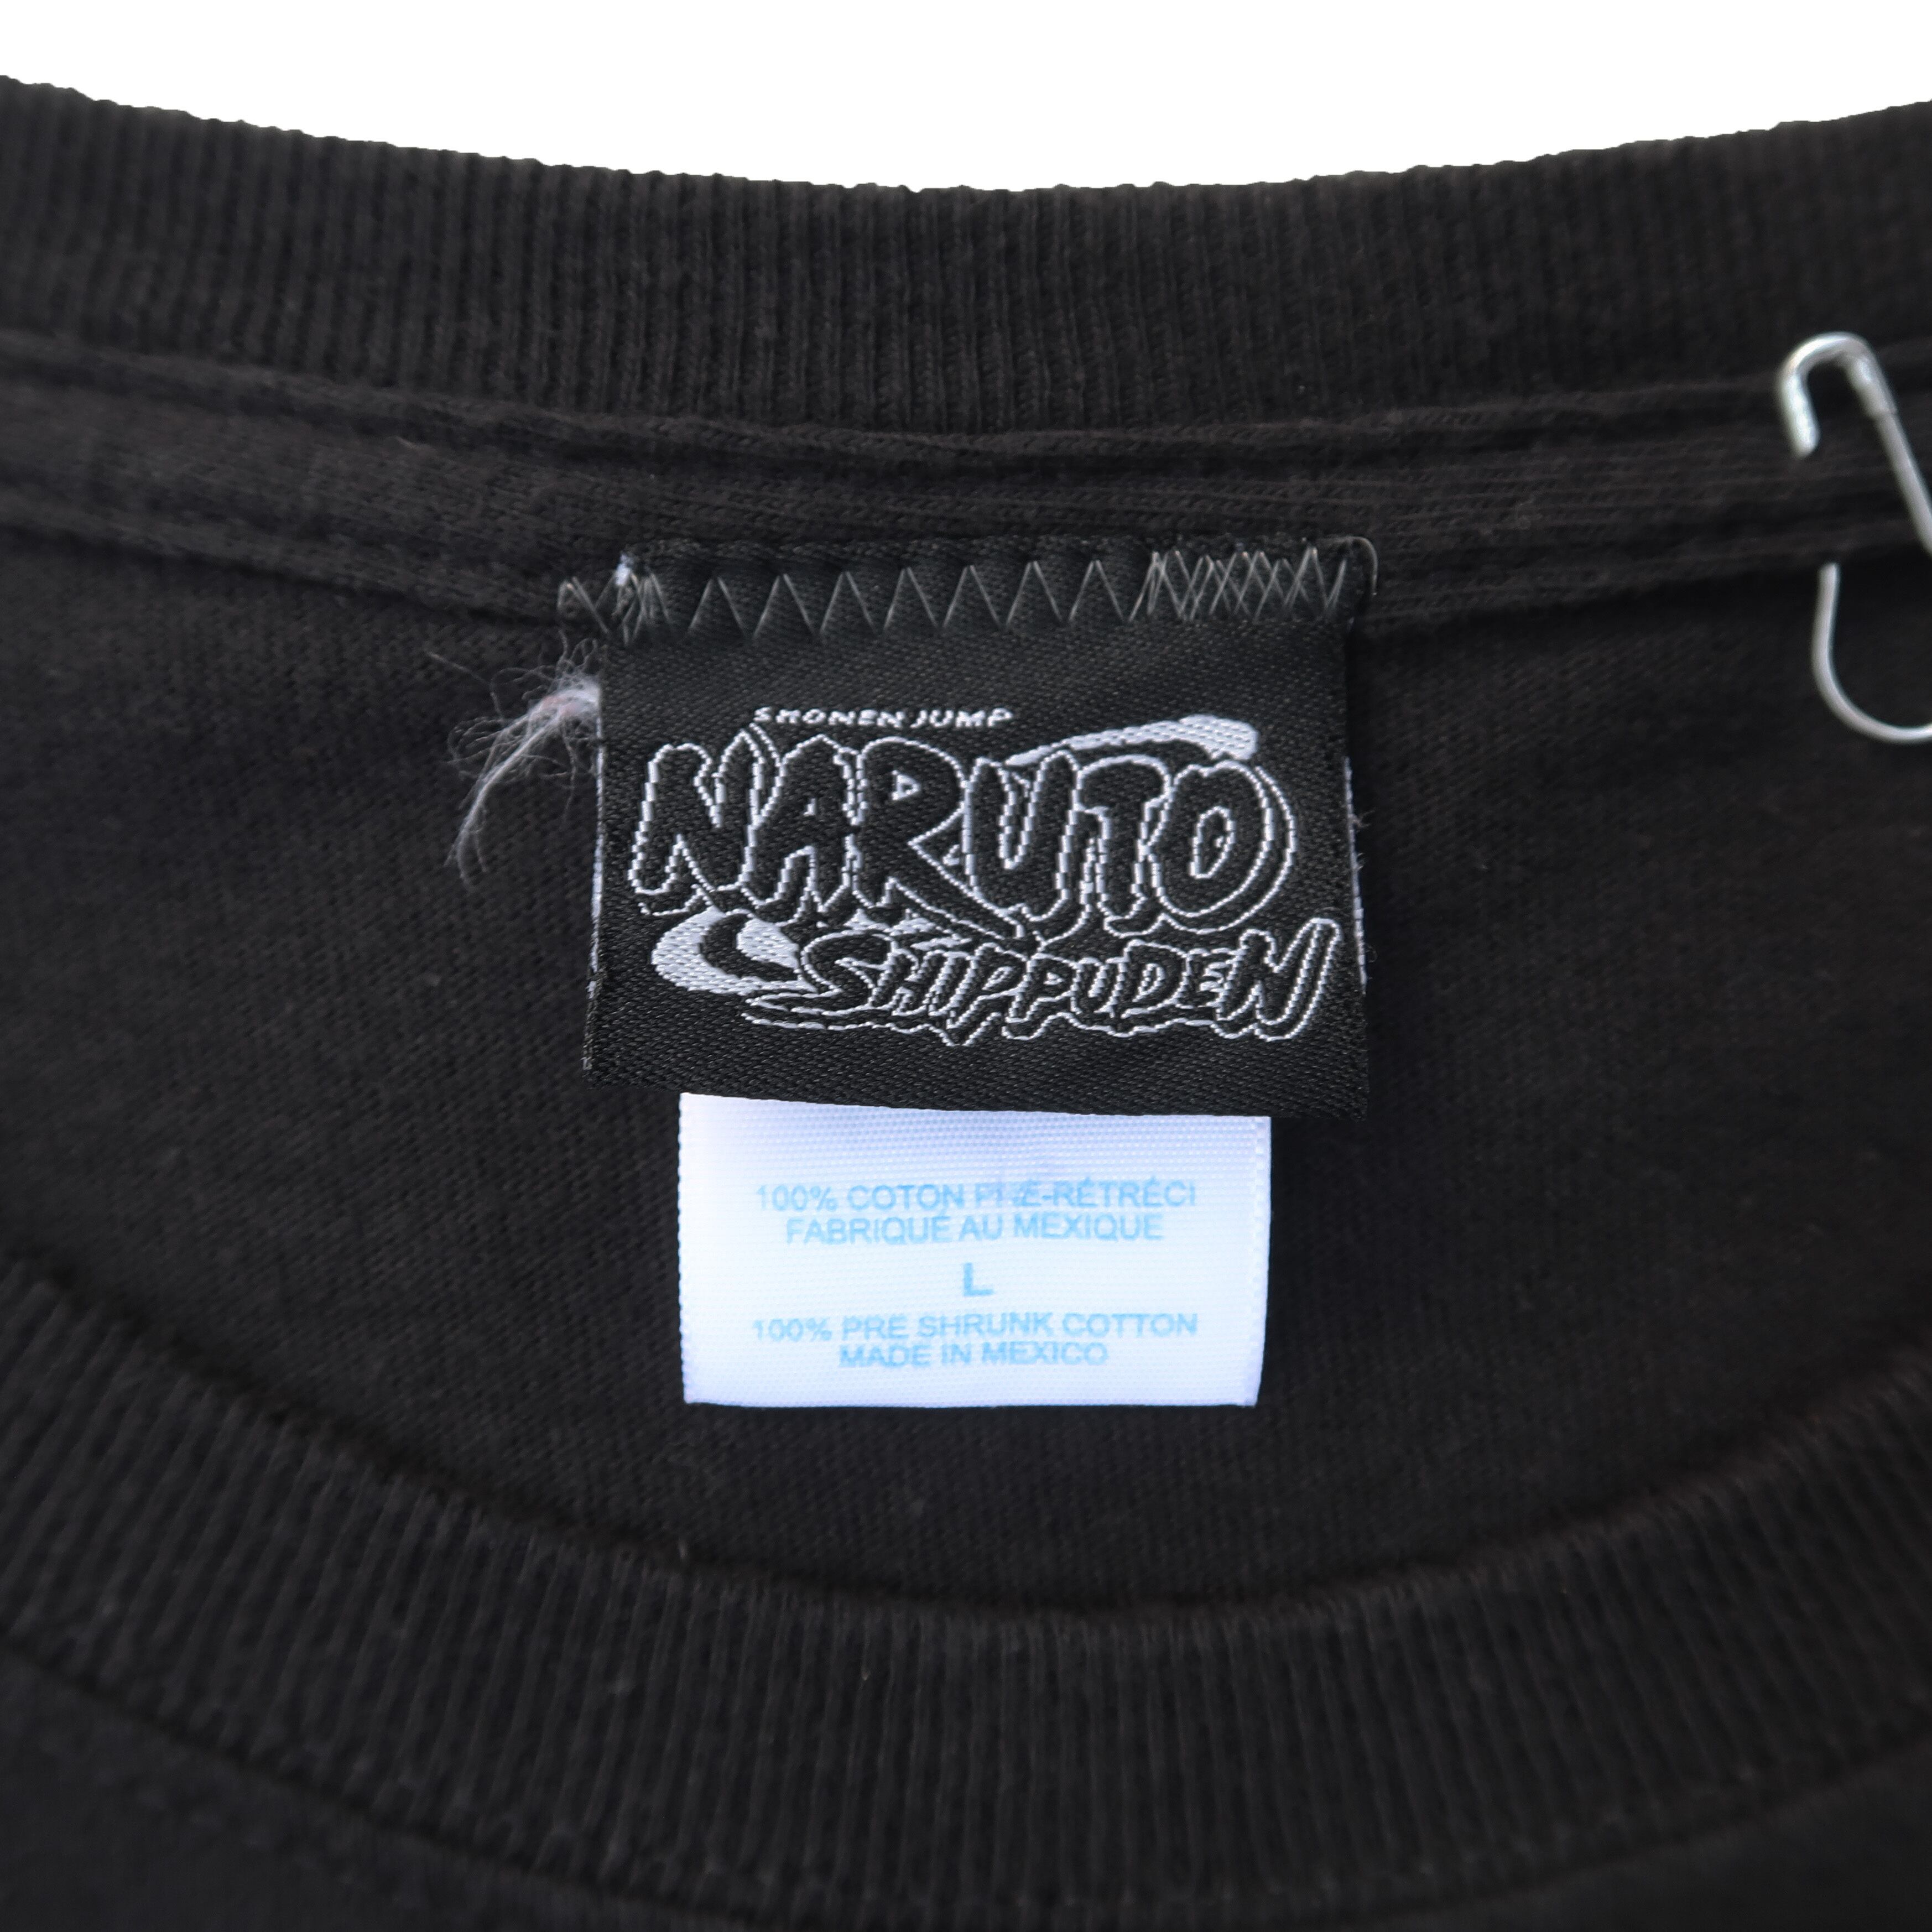 SHONEN JUMP
NARUTO
SHIPPUDEN
100% COTON PRÉ-RÉTRÉCI
FABRIQUÉ AU MEXIQUE
L
100% PRE SHRUNK COTTON
MADE IN MEXICO